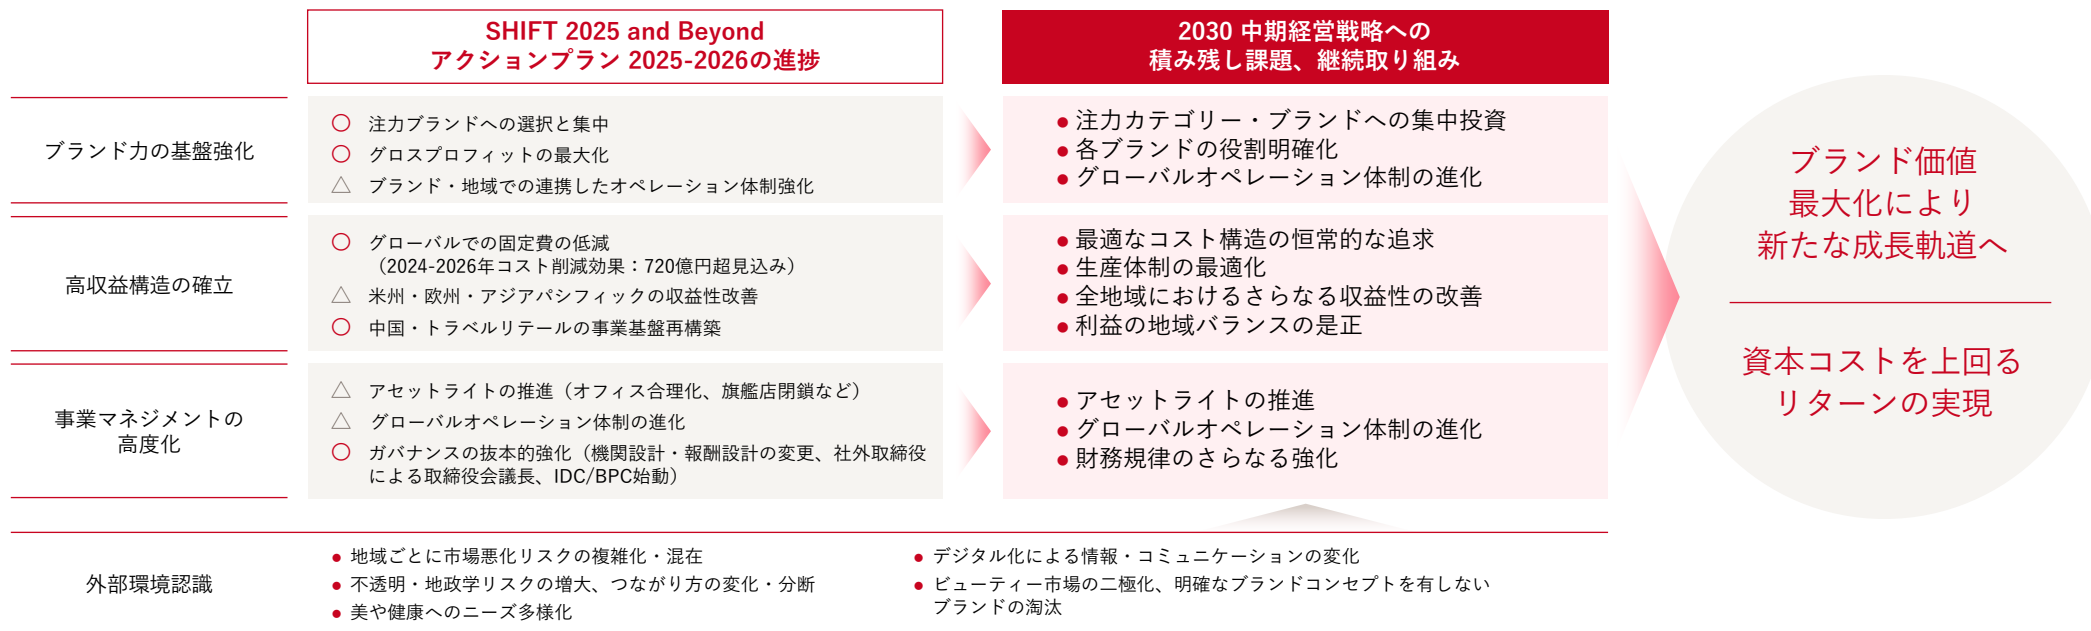 SHIFT 2025 and Beyond
アクションプラン 2025-2026の進捗
2030 中期経営戦略への
積み残し課題、継続取り組み
ブランド力の基盤強化
○ 注力ブランドへの選択と集中
○ グロスプロフィットの最大化
△ ブランド・地域での連携したオペレーション体制強化
● 注力カテゴリー・ブランドへの集中投資
● 各ブランドの役割明確化
● グローバルオペレーション体制の進化
高収益構造の確立
○ グローバルでの固定費の低減
（2024-2026年コスト削減効果：720億円超見込み）
△ 米州・欧州・アジアパシフィックの収益性改善
○ 中国・トラベルリテールの事業基盤再構築
● 最適なコスト構造の恒常的な追求
● 生産体制の最適化
● 全地域におけるさらなる収益性の改善
● 利益の地域バランスの是正
事業マネジメントの
高度化
△ アセットライトの推進（オフィス合理化、旗艦店閉鎖など）
△ グローバルオペレーション体制の進化
○ ガバナンスの抜本的強化（機関設計・報酬設計の変更、社外取締役
による取締役会議長、IDC/BPC始動）
● アセットライトの推進
● グローバルオペレーション体制の進化
● 財務規律のさらなる強化
ブランド価値
最大化により
新たな成長軌道へ
資本コストを上回る
リターンの実現
外部環境認識
● 地域ごとに市場悪化リスクの複雑化・混在
● 不透明・地政学リスクの増大、つながり方の変化・分断
● 美や健康へのニーズ多様化
● デジタル化による情報・コミュニケーションの変化
● ビューティー市場の二極化、明確なブランドコンセプトを有しない
ブランドの淘汰